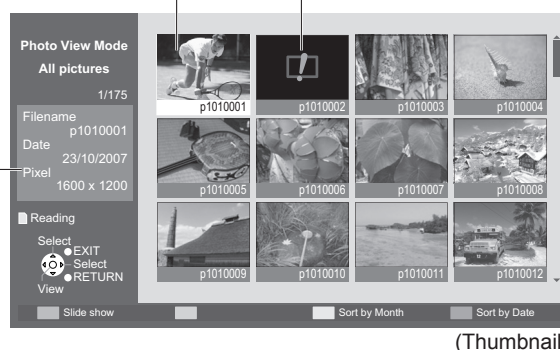 Photo View Mode
All pictures
1/175
Filename
p1010001
Date
23/10/2007
Pixel
1600 x 1200
Reading
Select
EXIT
Select
RETURN
View
p1010001
p1010002
p1010003
p1010004
p1010005
p1010006
p1010007
p1010008
p1010009
p1010010
p1010011
p1010012
Slide show
Sort by Month
Sort by Date
(Thumbnail